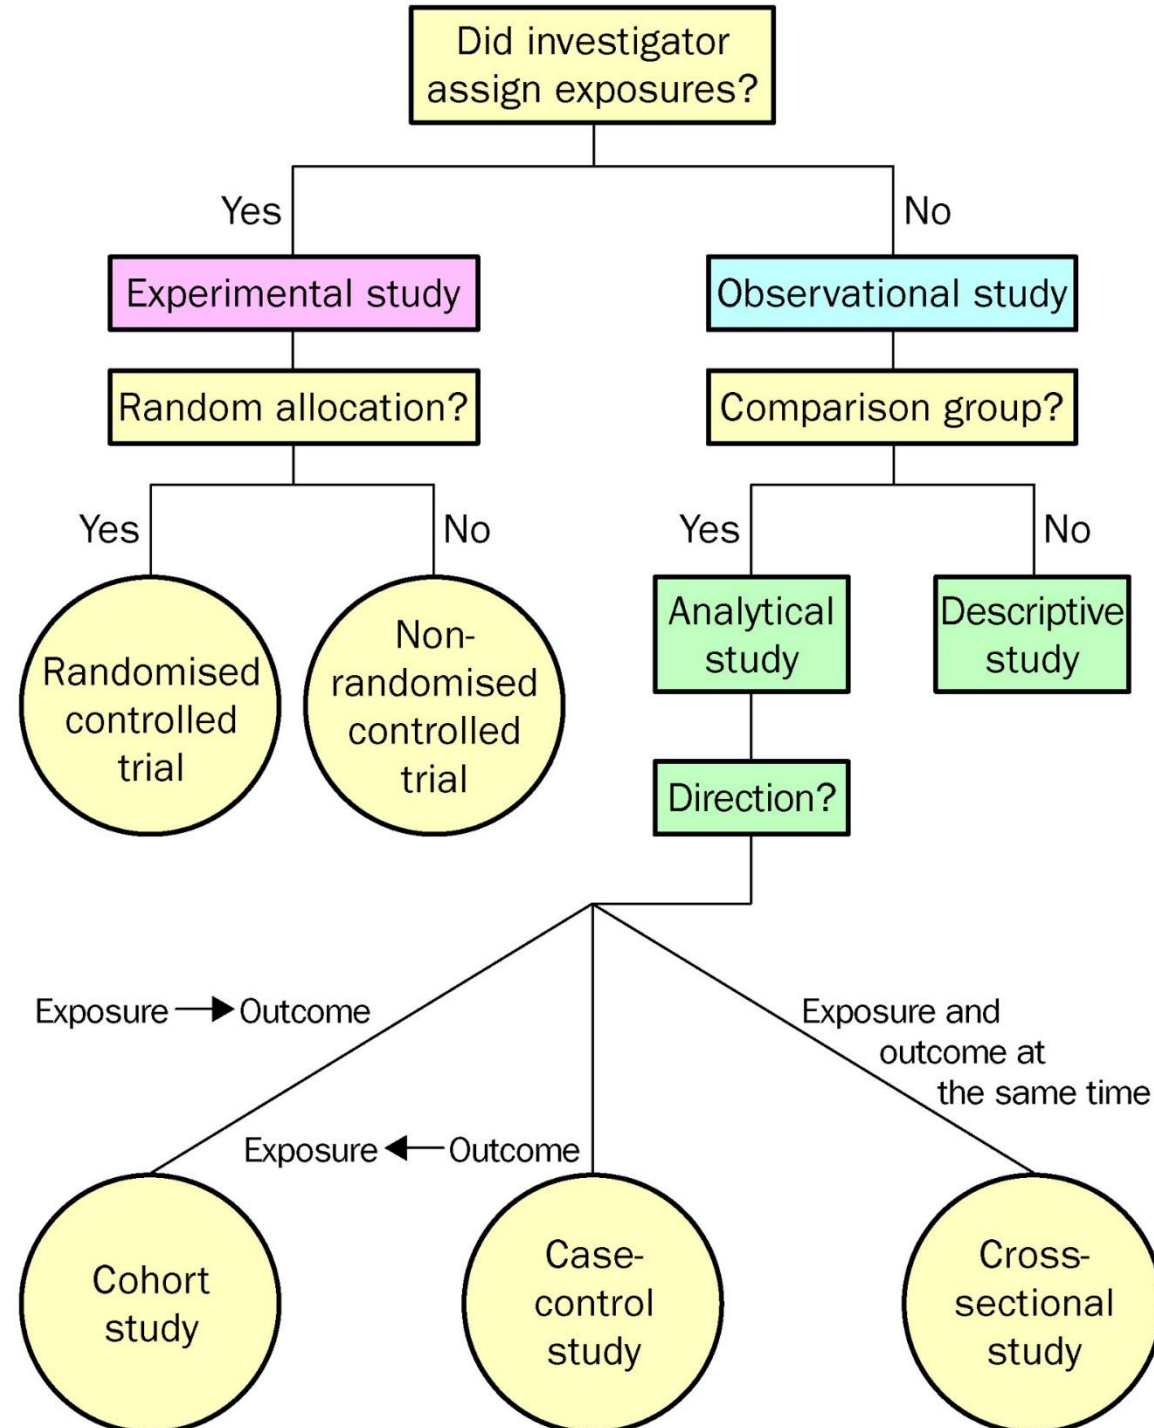 Did investigator
assign exposures?
Yes
No
Experimental study
Observational study
Random allocation?
Comparison group?
Yes
No
Yes
No
Randomised
controlled
trial
Non-
randomised
controlled
trial
Analytical
study
Descriptive
study
Direction?
Exposure → Outcome
Exposure and
outcome at
the same time
Exposure ← Outcome
Cohort
study
Case-
control
study
Cross-
sectional
study